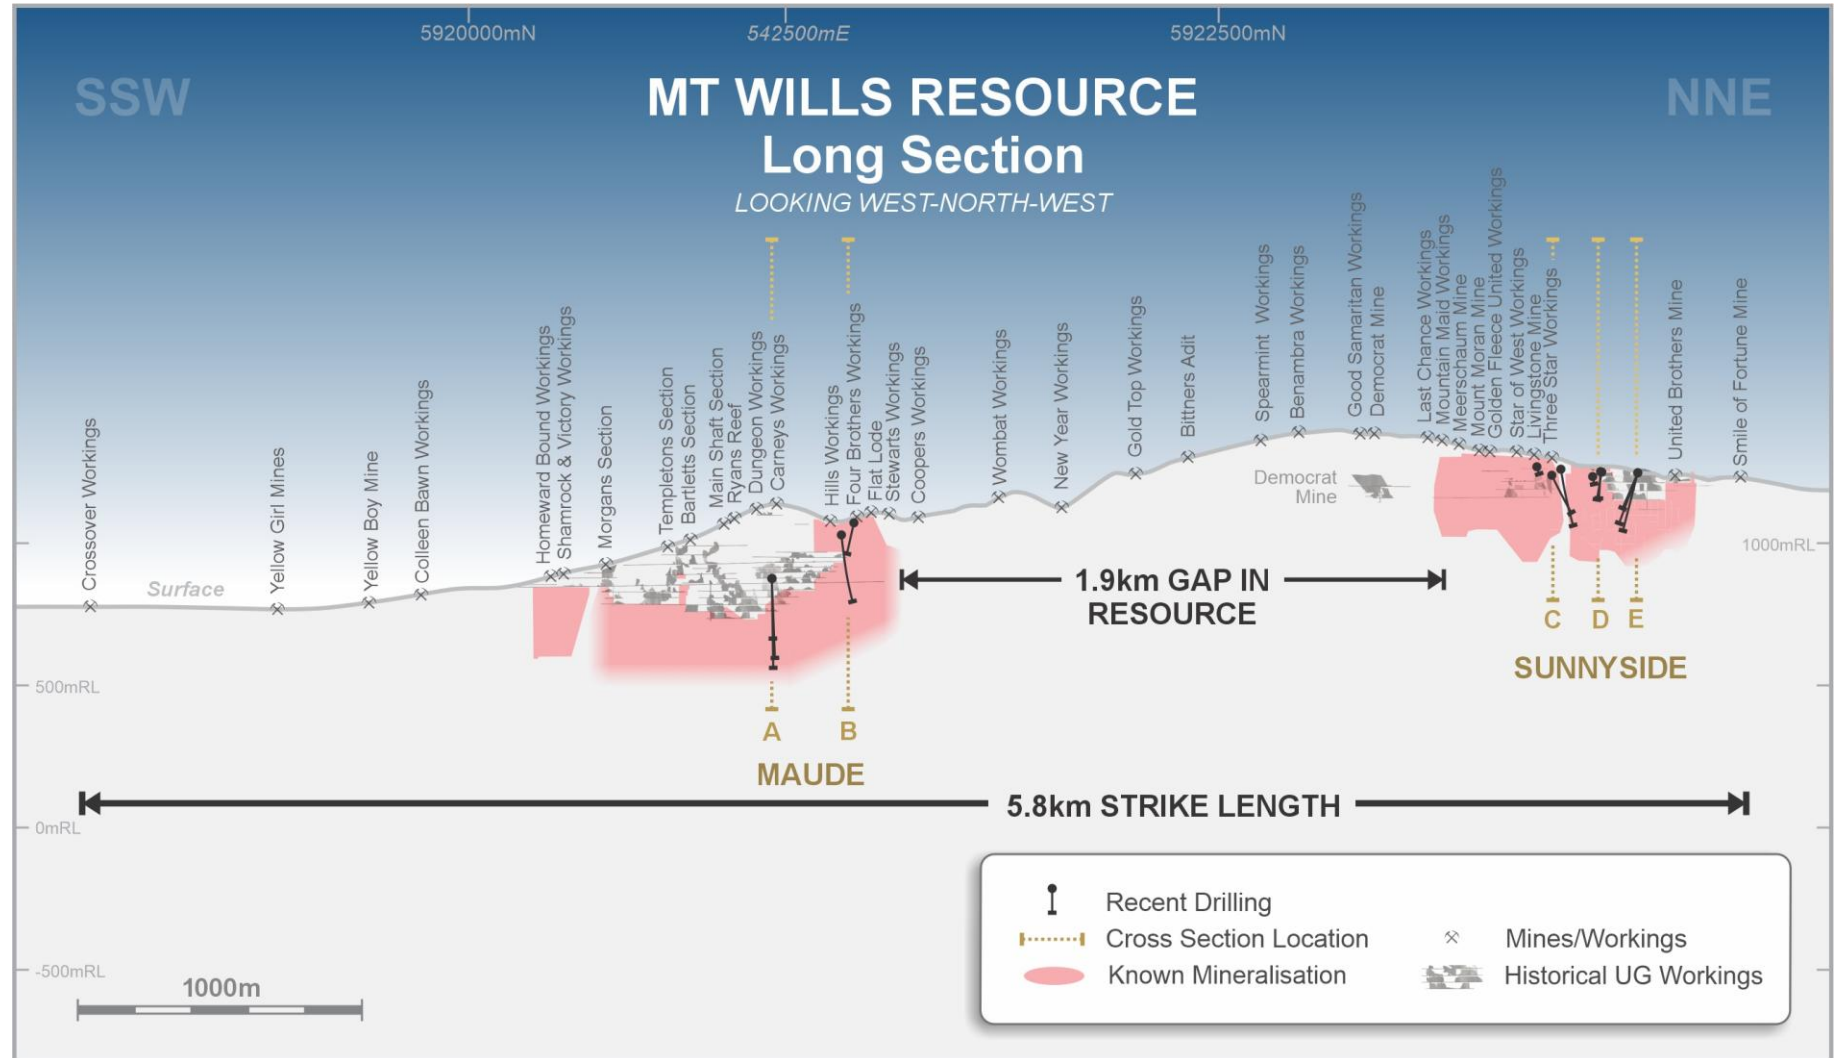 5920000mN
542500mE
5922500mN
SSW
MT WILLS RESOURCE
NNE
Long Section
LOOKING WEST-NORTH-WEST
Crossover Workings
Yellow Girl Mines
Yellow Boy Mine
Colleen Bawn Workings
Homeward Bound Workings
Shamrock & Victory Workings
Morgans Section
Templetons Section
Bartletts Section
Main Shaft Section
Ryans Reef
Dungeon Workings
Carneys Workings
Hills Workings
Four Brothers Workings
Flat Lode
Stewarts Workings
Coopers Workings
Wombat Workings
New Year Workings
Gold Top Workings
Bittners Adit
Spearmint Workings
Benambra Workings
Good Samaritan Workings
Democrat Mine
Last Chance Workings
Mountain Maid Workings
Meerschaum Mine
Mount Moran Mine
Golden Fleece United Workings
Star of West Workings
Livingstone Mine
Three Star Workings
United Brothers Mine
Smile of Fortune Mine
Democrat
Mine
Surface
1000mRL
1.9km GAP IN
RESOURCE
C
D
E
SUNNYSIDE
500mRL
A
B
MAUDE
5.8km STRIKE LENGTH
0mRL
Recent Drilling
Cross Section Location
Mines/Workings
Known Mineralisation
Historical UG Workings
-500mRL
1000m